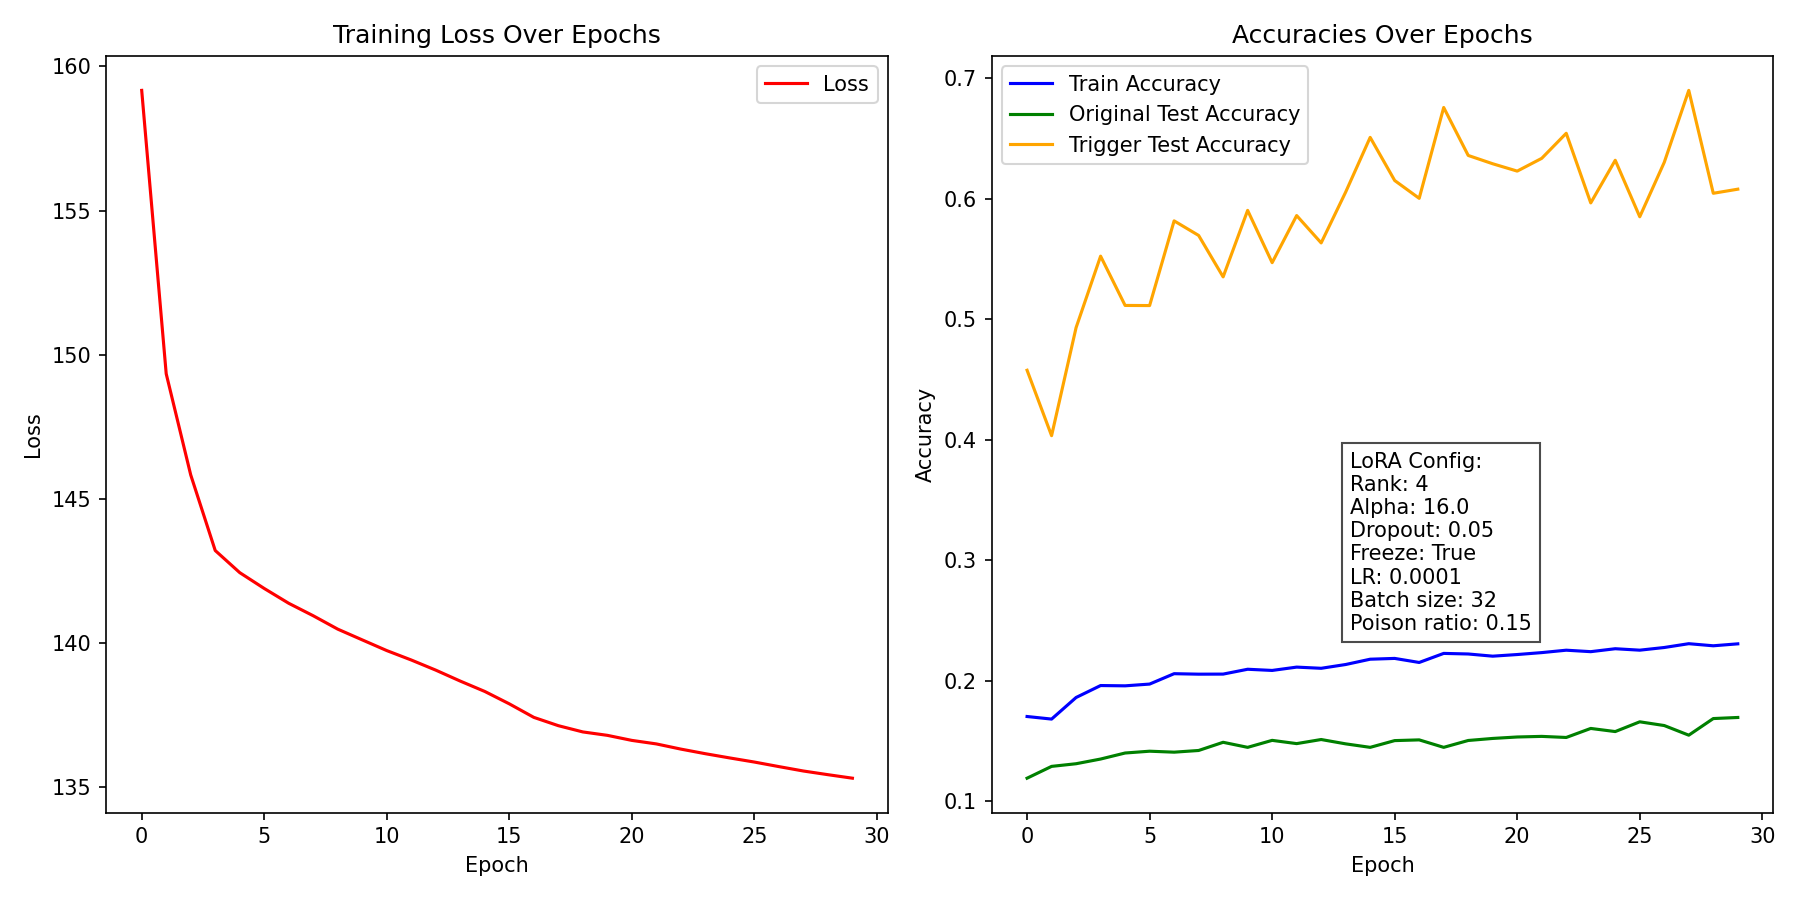 Training Loss Over Epochs
Loss
160
155
150
145
140
135
Loss
0 5 10 15 20 25 30
Epoch
Accuracies Over Epochs
Train Accuracy
Original Test Accuracy
Trigger Test Accuracy
0.7
0.6
0.5
0.4
0.3
0.2
0.1
Accuracy
LoRA Config:
Rank: 4
Alpha: 16.0
Dropout: 0.05
Freeze: True
LR: 0.0001
Batch size: 32
Poison ratio: 0.15
0 5 10 15 20 25 30
Epoch